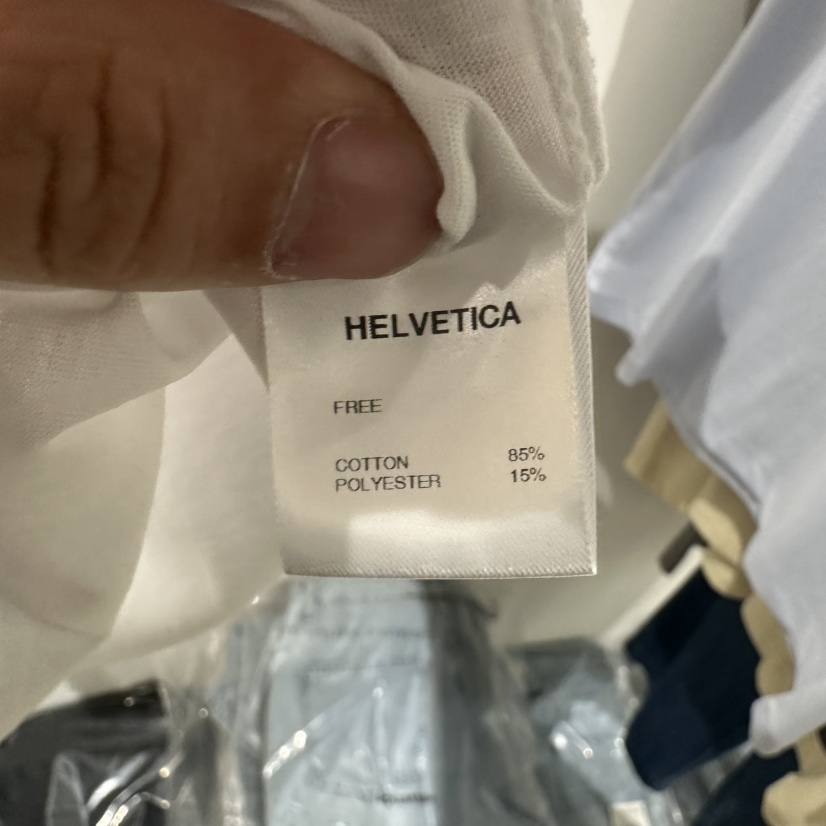 HELVETICA
FREE
COTTON 85%
POLYESTER 15%